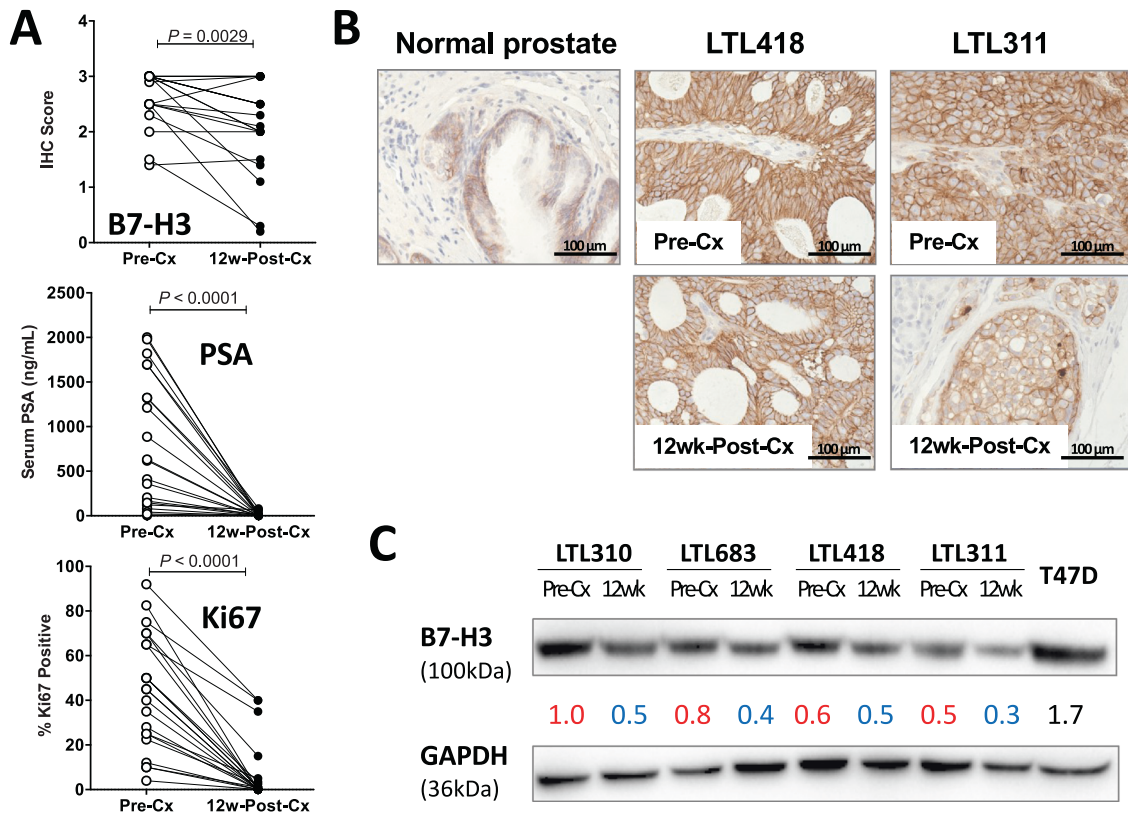 A
P = 0.0029
4
3
2
1
0
IHC Score
B7-H3
Pre-Cx 12w-Post-Cx
P < 0.0001
2500
2000
1500
1000
500
0
Serum PSA (ng/mL)
PSA
Pre-Cx 12w-Post-Cx
P < 0.0001
100
80
60
40
20
0
% Ki67 Positive
Ki67
Pre-Cx 12w-Post-Cx
B
Normal prostate LTL418 LTL311
100 µm
Pre-Cx 100 µm
Pre-Cx 100 µm
12wk-Post-Cx 100 µm
12wk-Post-Cx 100 µm
C
LTL310 LTL683 LTL418 LTL311 T47D
Pre-Cx 12wk Pre-Cx 12wk Pre-Cx 12wk Pre-Cx 12wk
B7-H3
(100kDa)
1.0 0.5 0.8 0.4 0.6 0.5 0.5 0.3 1.7
GAPDH
(36kDa)